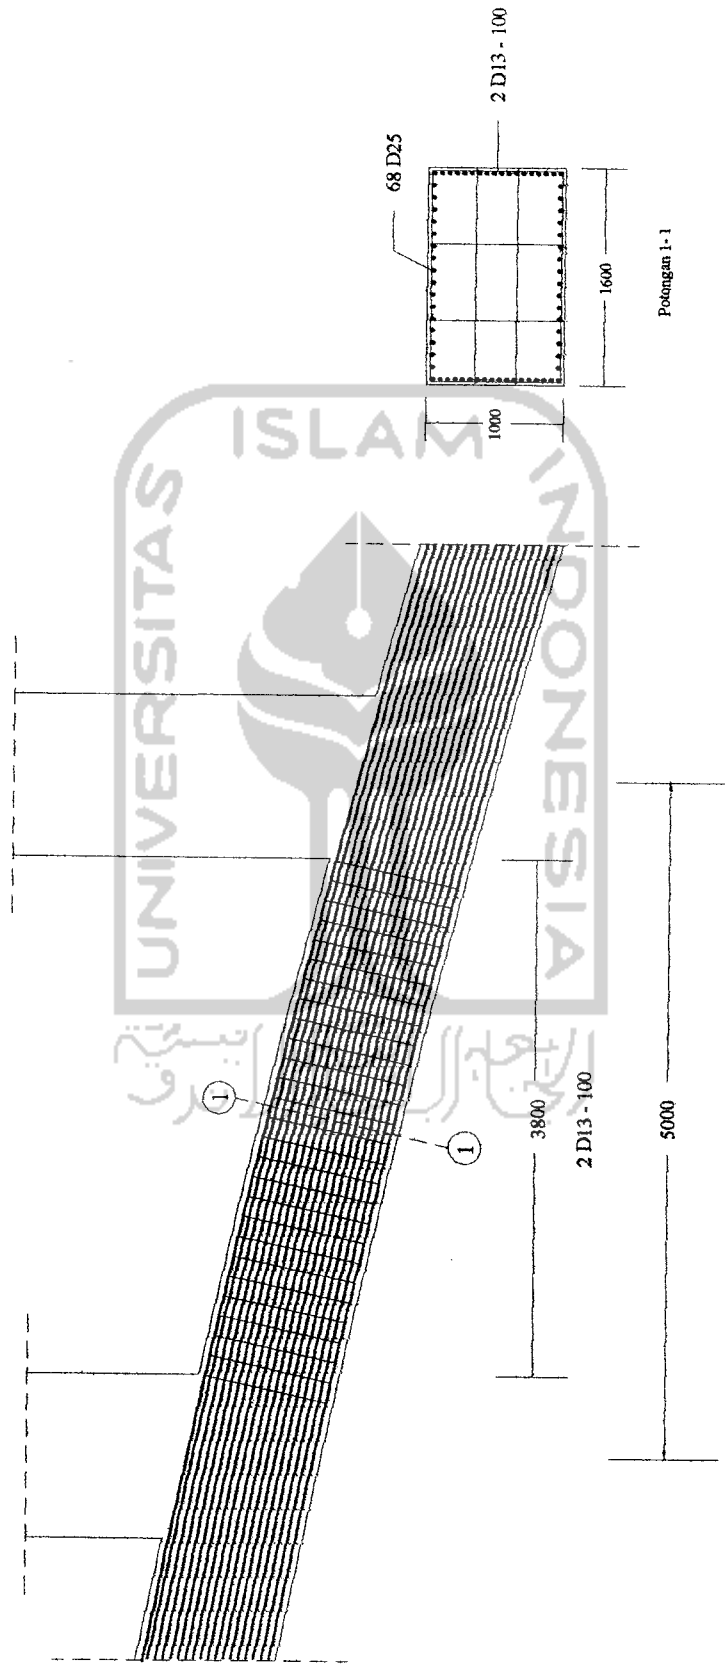 68 D25
2 D13 - 100
1000
1600
Potongan 1- 1
1
1
3800
2 D13 - 100
5000
UNIVERSITAS
ISLAM
INDONESIA